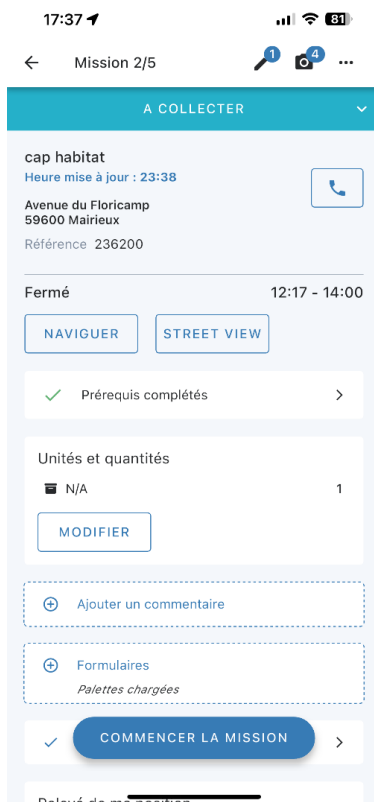 17:37
81
Mission 2/5
1
4
A COLLECTER
cap habitat
Heure mise à jour : 23:38
Avenue du Floricamp
59600 Mairieux
Référence 236200
Fermé
12:17 - 14:00
NAVIGUER
STREET VIEW
Prérequis complétés
Unités et quantités
N/A
1
MODIFIER
Ajouter un commentaire
Formulaires
Palettes chargées
COMMENCER LA MISSION